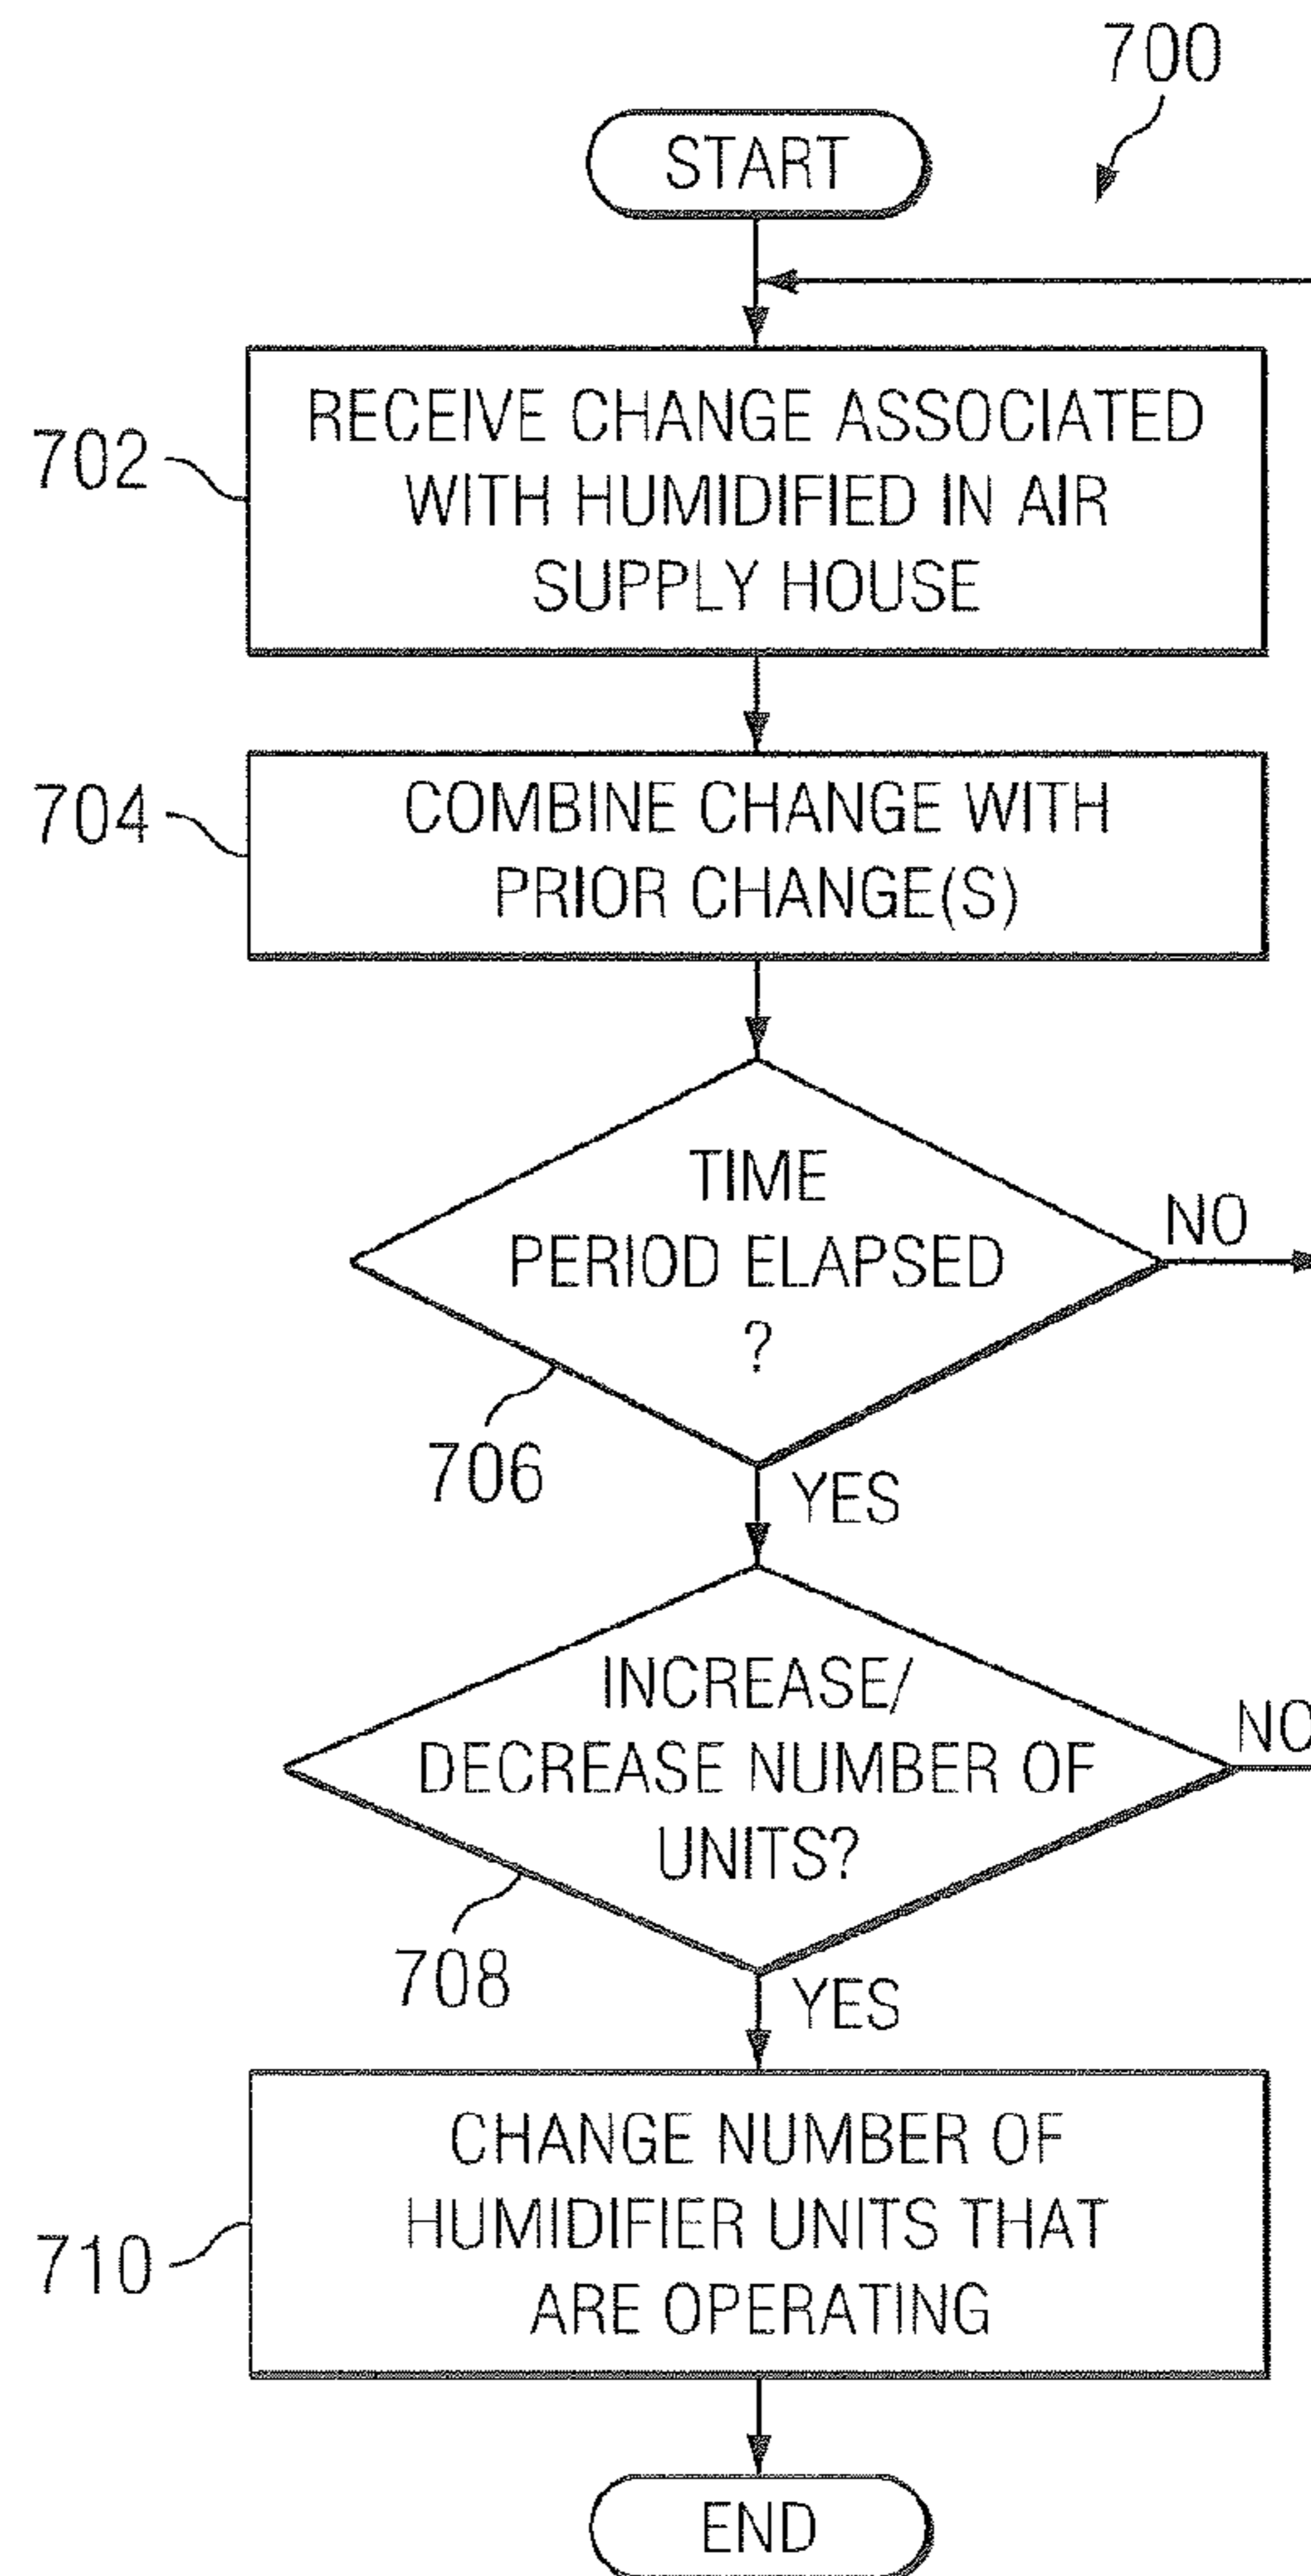 700
START
702
RECEIVE CHANGE ASSOCIATED
WITH HUMIDIFIED IN AIR
SUPPLY HOUSE
704
COMBINE CHANGE WITH
PRIOR CHANGE(S)
TIME
PERIOD ELAPSED
?
NO
706
YES
INCREASE/
DECREASE NUMBER OF
UNITS?
NO
708
YES
710
CHANGE NUMBER OF
HUMIDIFIER UNITS THAT
ARE OPERATING
END